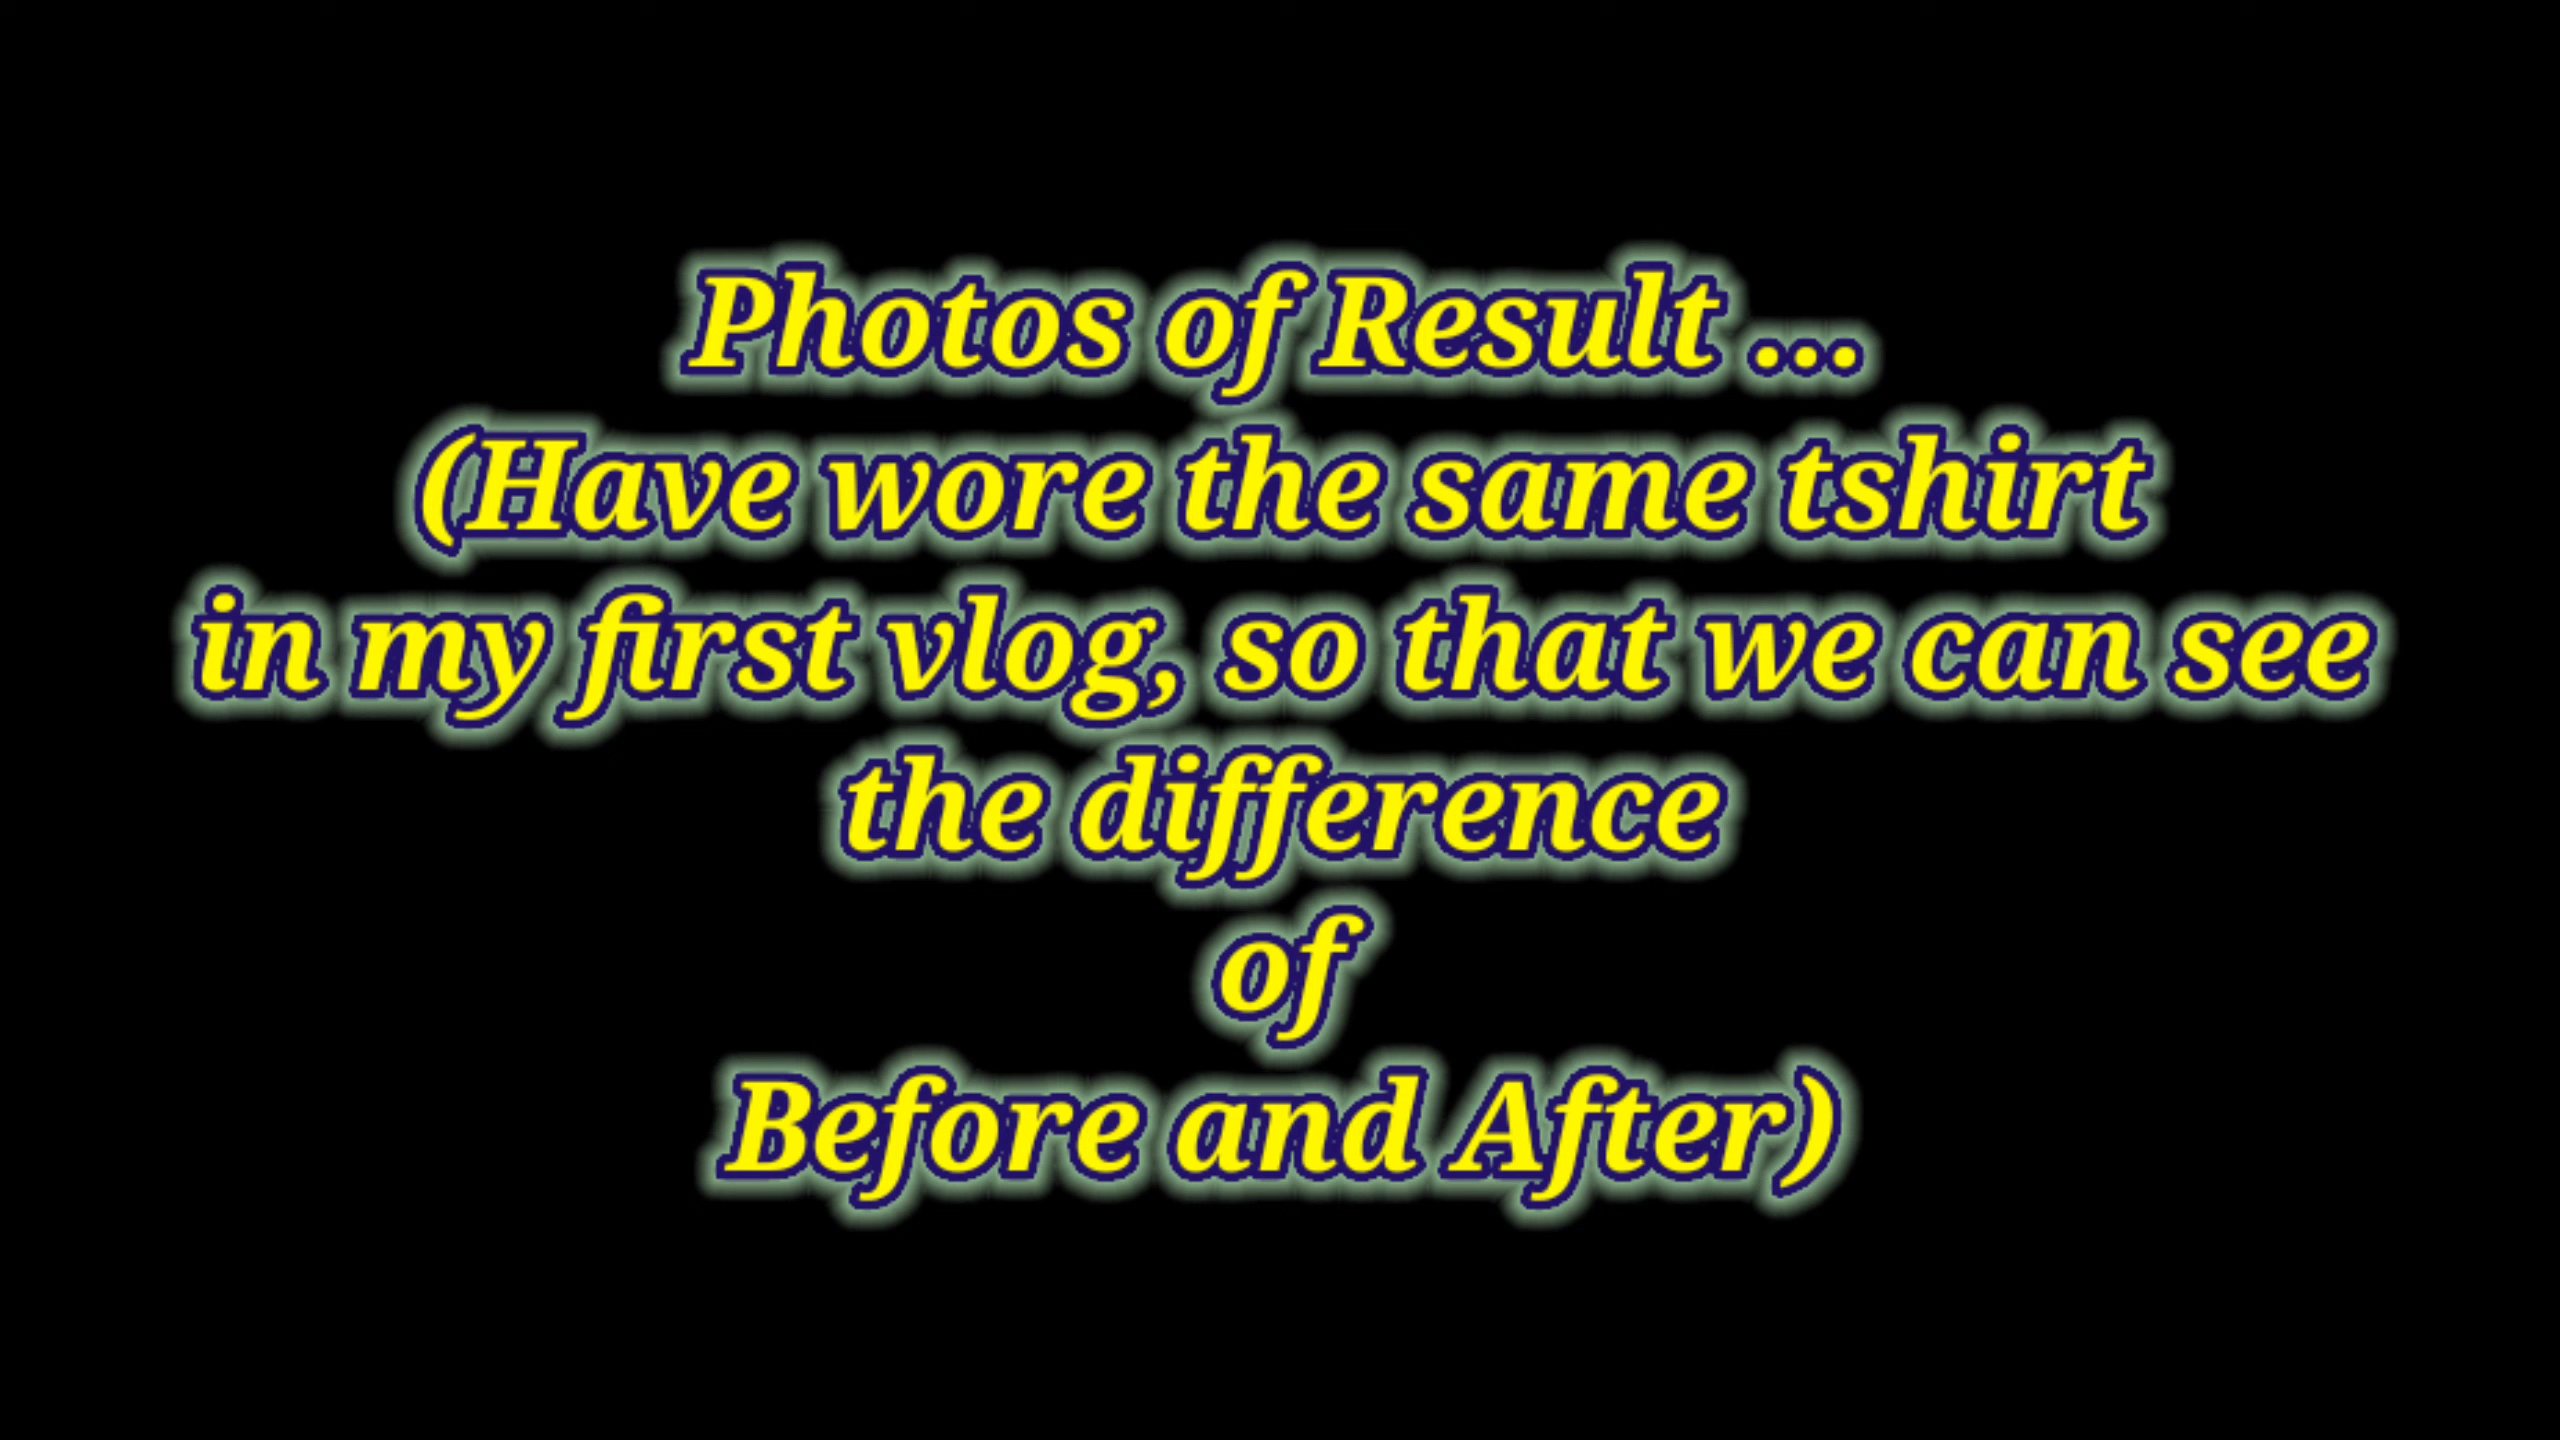 Photos of Result ...
(Have wore the same tshirt
in my first vlog, so that we can see
the difference
of
Before and After)